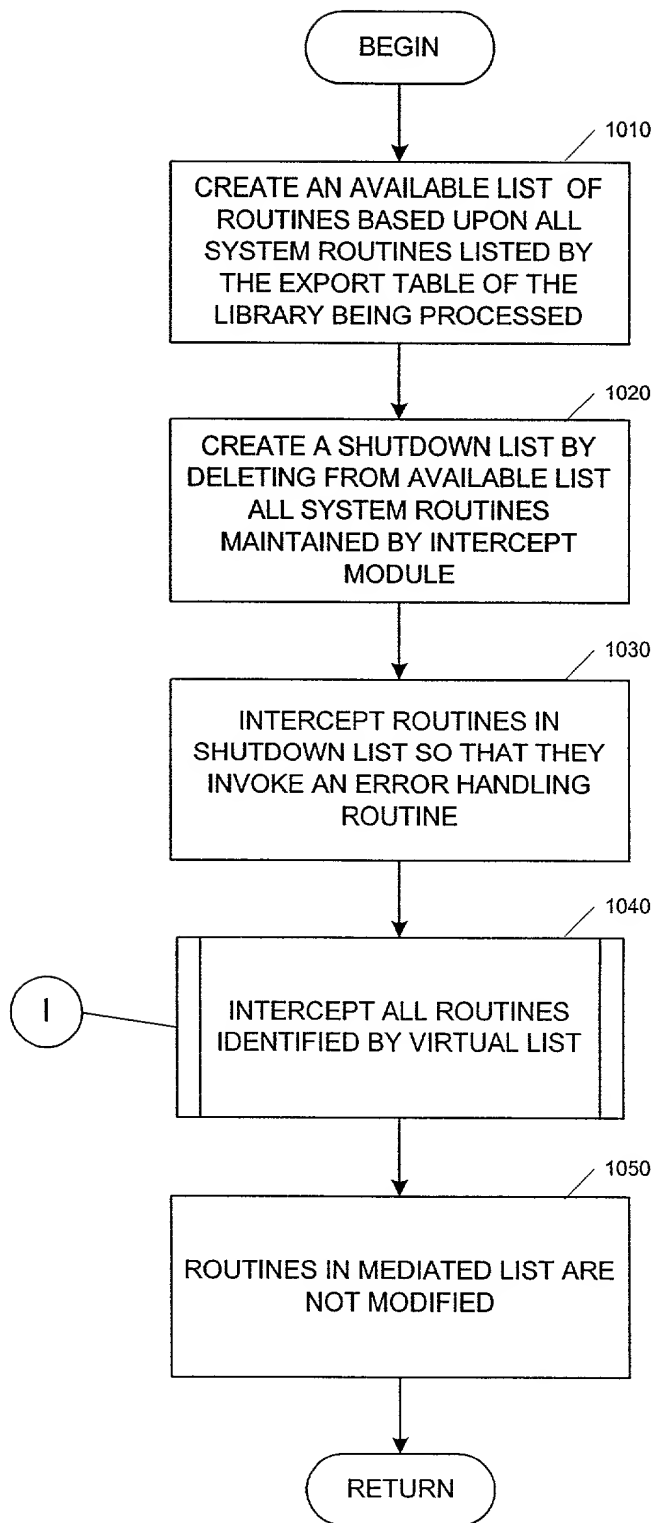 BEGIN
1010
CREATE AN AVAILABLE LIST OF
ROUTINES BASED UPON ALL
SYSTEM ROUTINES LISTED BY
THE EXPORT TABLE OF THE
LIBRARY BEING PROCESSED
1020
CREATE A SHUTDOWN LIST BY
DELETING FROM AVAILABLE LIST
ALL SYSTEM ROUTINES
MAINTAINED BY INTERCEPT
MODULE
1030
INTERCEPT ROUTINES IN
SHUTDOWN LIST SO THAT THEY
INVOKE AN ERROR HANDLING
ROUTINE
1040
I
INTERCEPT ALL ROUTINES
IDENTIFIED BY VIRTUAL LIST
1050
ROUTINES IN MEDIATED LIST ARE
NOT MODIFIED
RETURN